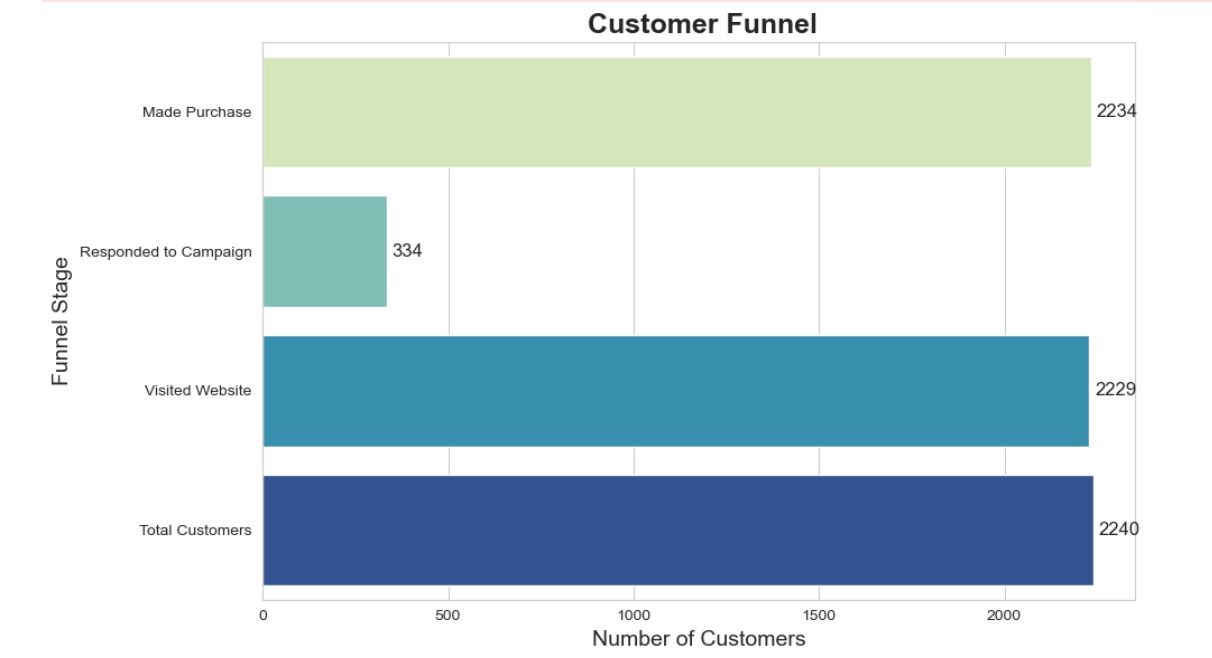 Customer Funnel
Made Purchase
2234
Responded to Campaign
334
Visited Website
2229
Total Customers
2240
Funnel Stage
0
500
1000
1500
2000
Number of Customers